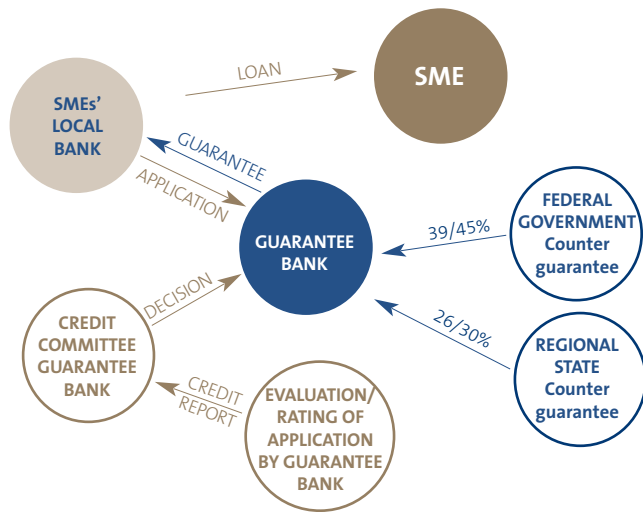 LOAN
SME
SMEs'
LOCAL
BANK
GUARANTEE
APPLICATION
GUARANTEE
BANK
39/45%
FEDERAL
GOVERNMENT
Counter
guarantee
DECISION
26/30%
CREDIT
COMMITTEE
GUARANTEE
BANK
REGIONAL
STATE
Counter
guarantee
CREDIT
REPORT
EVALUATION/
RATING OF
APPLICATION
BY GUARANTEE
BANK